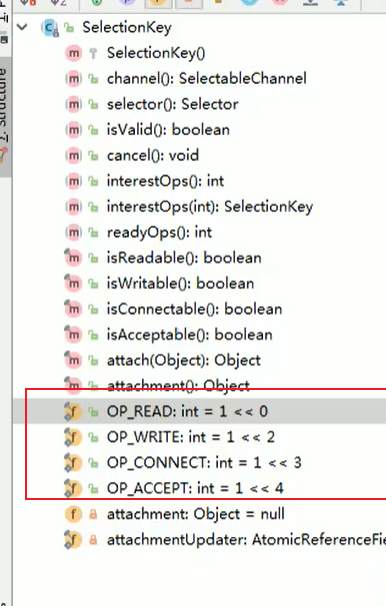 SelectionKey
SelectionKey()
channel(): SelectableChannel
selector(): Selector
isValid(): boolean
cancel(): void
interestOps(): int
interestOps(int): SelectionKey
readyOps(): int
isReadable(): boolean
isWritable(): boolean
isConnectable(): boolean
isAcceptable(): boolean
attach(Object): Object
attachment(): Object
OP_READ: int = 1 << 0
OP_WRITE: int = 1 << 2
OP_CONNECT: int = 1 << 3
OP_ACCEPT: int = 1 << 4
attachment: Object = null
attachmentUpdater: AtomicReferenceFie
Structure